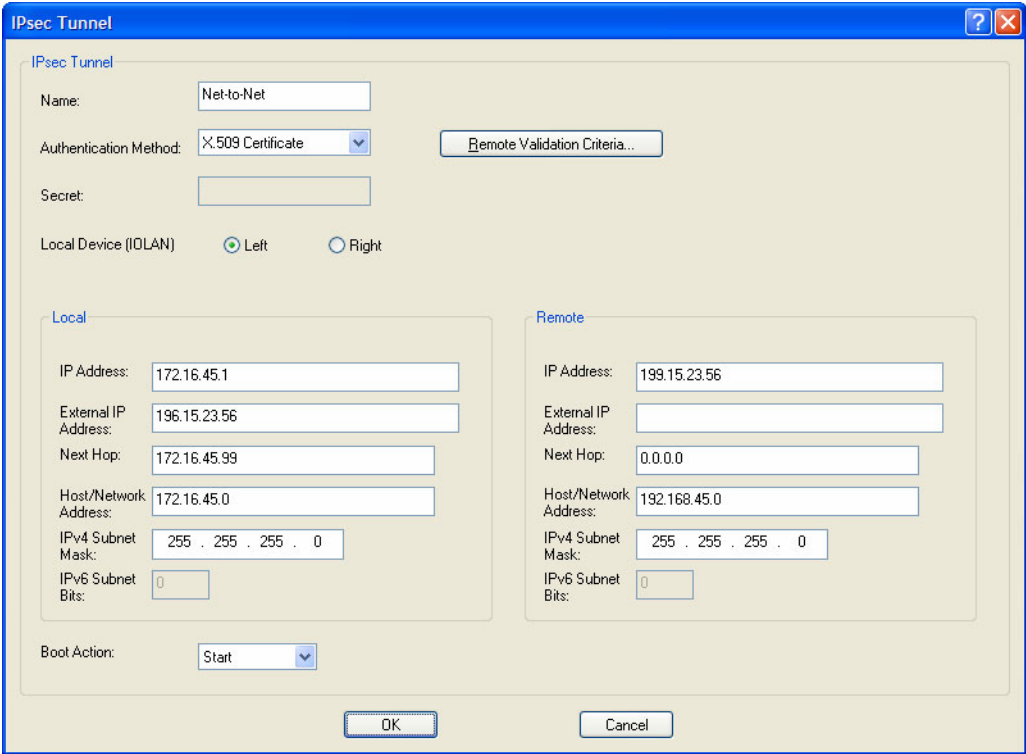 IPsec Tunnel
IPsec Tunnel
Name: Net-to-Net
Authentication Method: X.509 Certificate Remote Validation Criteria...
Secret:
Local Device (IOLAN) Left Right
Local
IP Address: 172.16.45.1
External IP Address: 196.15.23.56
Next Hop: 172.16.45.99
Host/Network Address: 172.16.45.0
IPv4 Subnet Mask: 255 . 255 . 255 . 0
IPv6 Subnet Bits: 0
Remote
IP Address: 199.15.23.56
External IP Address:
Next Hop: 0.0.0.0
Host/Network Address: 192.168.45.0
IPv4 Subnet Mask: 255 . 255 . 255 . 0
IPv6 Subnet Bits: 0
Boot Action: Start
OK Cancel